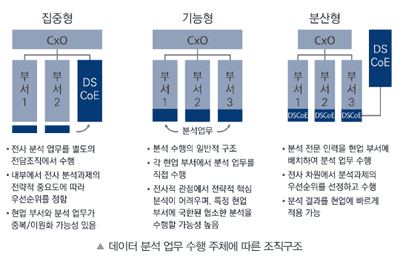 집중형
CxO
부서 1
부서 2
DS CoE
• 전사 분석 업무를 별도의
전담조직에서 수행
• 내부에서 전사 분석과제의
전략적 중요도에 따라
우선순위를 정함
• 현업 부서와 분석 업무가
중복/이원화 가능성 있음
기능형
CxO
부서 1
부서 2
부서 3
분석업무
• 분석 수행의 일반적 구조
• 각 현업 부서에서 분석 업무를
직접 수행
• 전사적 관점에서 전략적 핵심
분석이 어려우며, 특정 현업
부서에 국한된 협소한 분석을
수행할 가능성 높음
분산형
CxO
부서 1
부서 2
부서 3
DSCoE
DSCoE
DSCoE
DS CoE
• 분석 전문 인력을 현업 부서에
배치하여 분석 업무 수행
• 전사 차원에서 분석과제의
우선순위를 선정하고 수행
• 분석 결과를 현업에 빠르게
적용 가능
▲ 데이터 분석 업무 수행 주체에 따른 조직구조